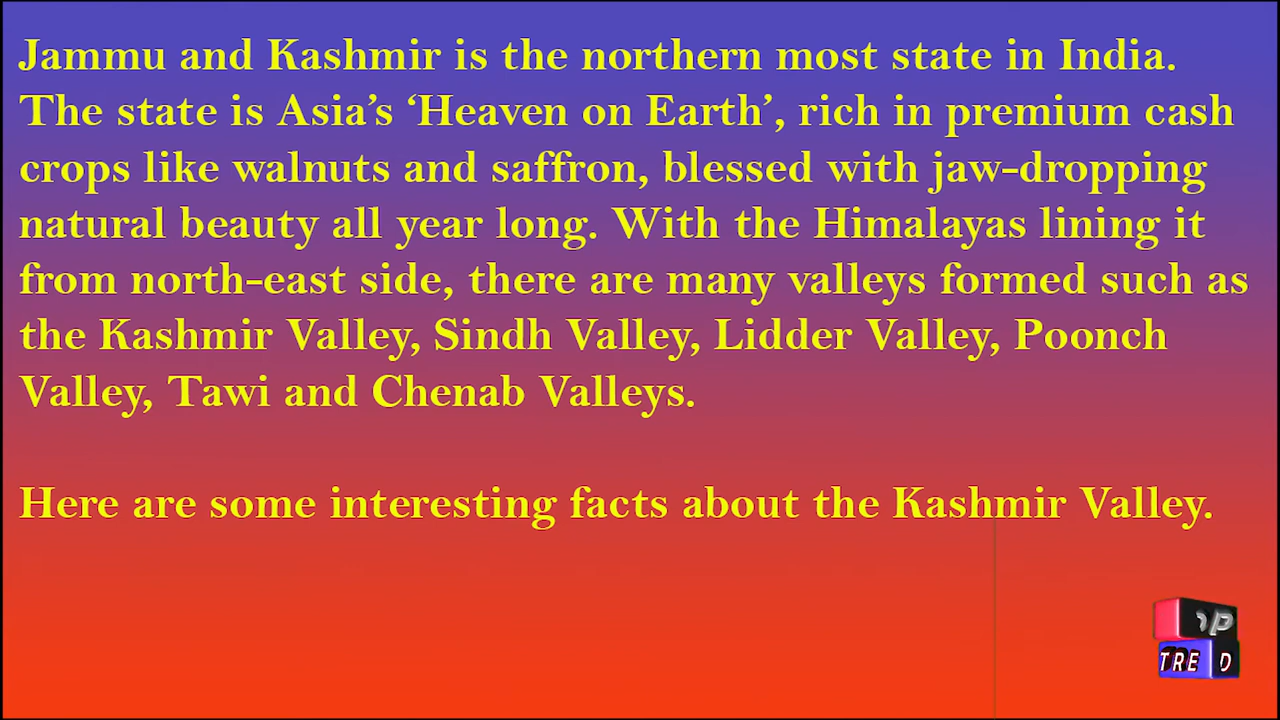 Jammu and Kashmir is the northern most state in India.
The state is Asia's ‘Heaven on Earth’, rich in premium cash
crops like walnuts and saffron, blessed with jaw-dropping
natural beauty all year long. With the Himalayas lining it
from north-east side, there are many valleys formed such as
the Kashmir Valley, Sindh Valley, Lidder Valley, Poonch
Valley, Tawi and Chenab Valleys.
Here are some interesting facts about the Kashmir Valley.